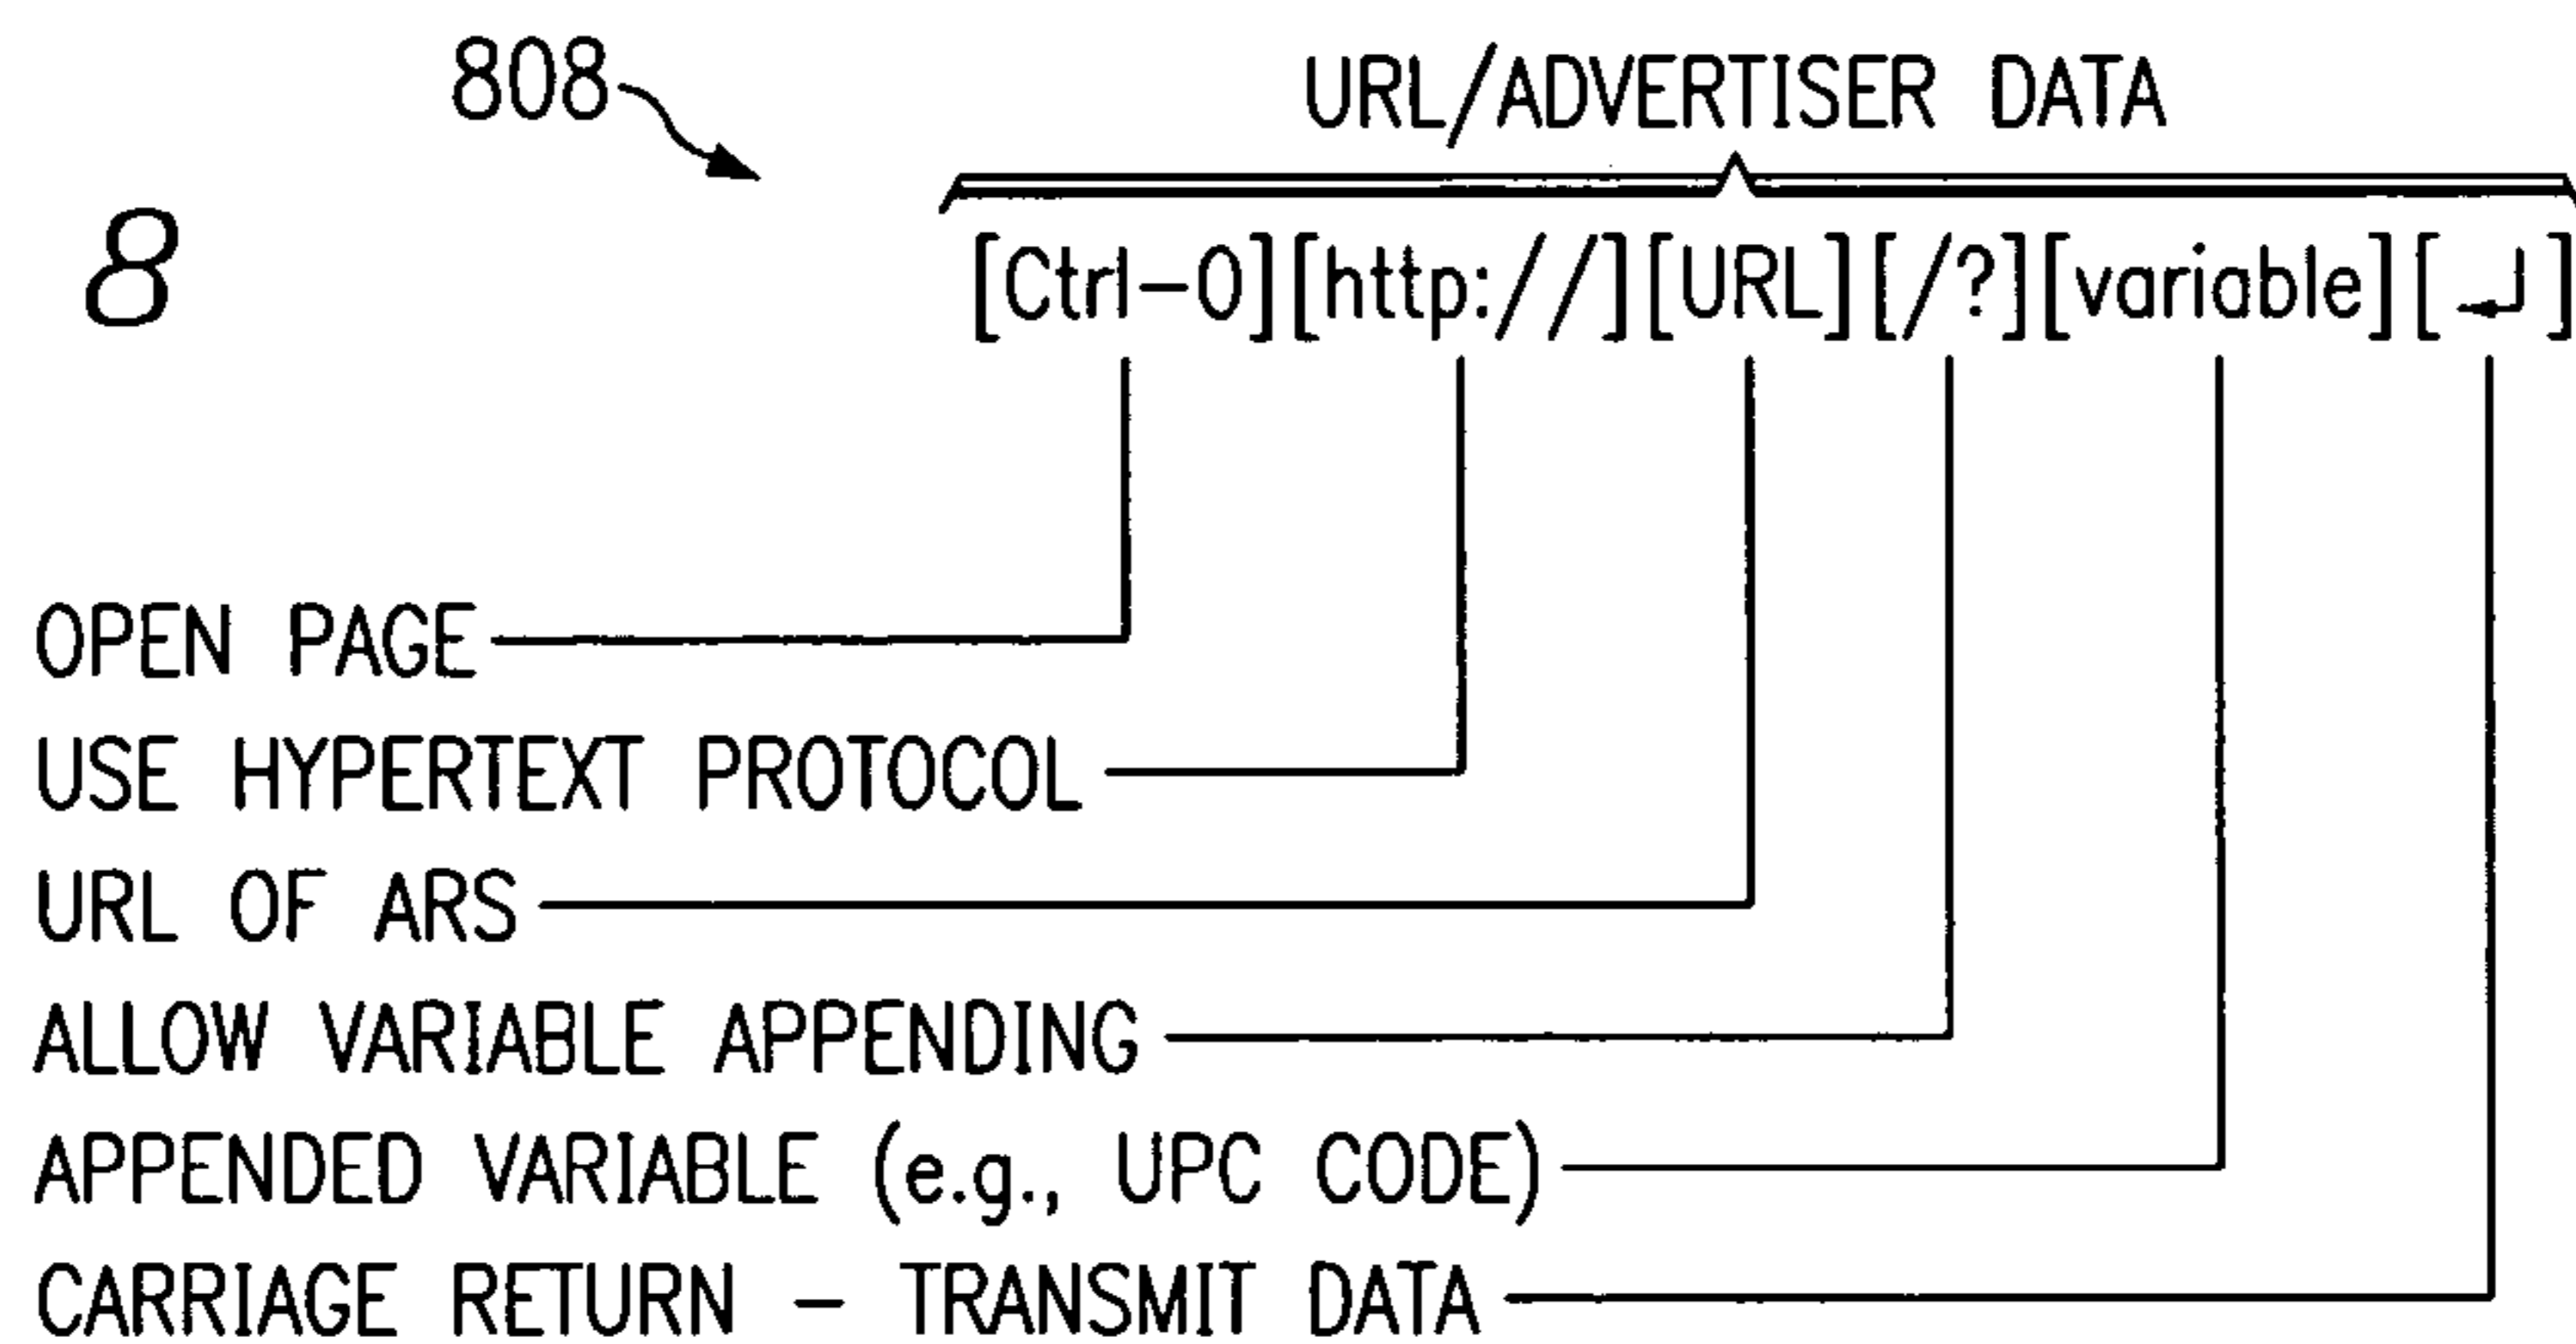 808
URL/ADVERTISER DATA
8
[Ctrl-O][http://][URL][/?][variable][↵]
OPEN PAGE
USE HYPERTEXT PROTOCOL
URL OF ARS
ALLOW VARIABLE APPENDING
APPENDED VARIABLE (e.g., UPC CODE)
CARRIAGE RETURN – TRANSMIT DATA